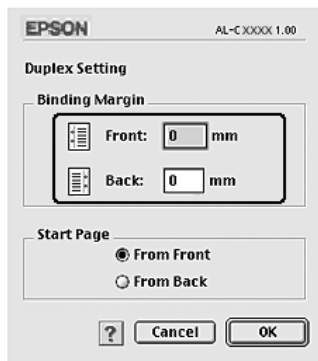 EPSON AL-C XXXX 1.00
Duplex Setting
Binding Margin
Front: 0 mm
Back: 0 mm
Start Page
From Front
From Back
? Cancel OK